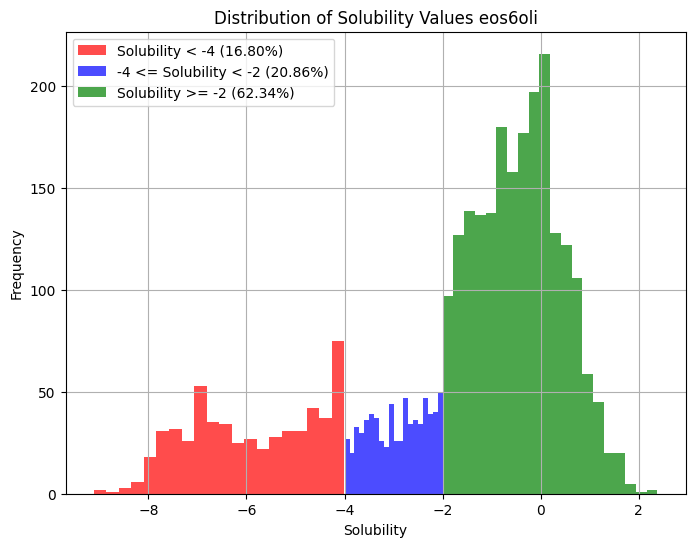 Distribution of Solubility Values eos6oli
Solubility < -4 (16.80%)
-4 <= Solubility < -2 (20.86%)
Solubility >= -2 (62.34%)
Frequency
200
150
100
50
0
−8 −6 −4 −2 0 2
Solubility